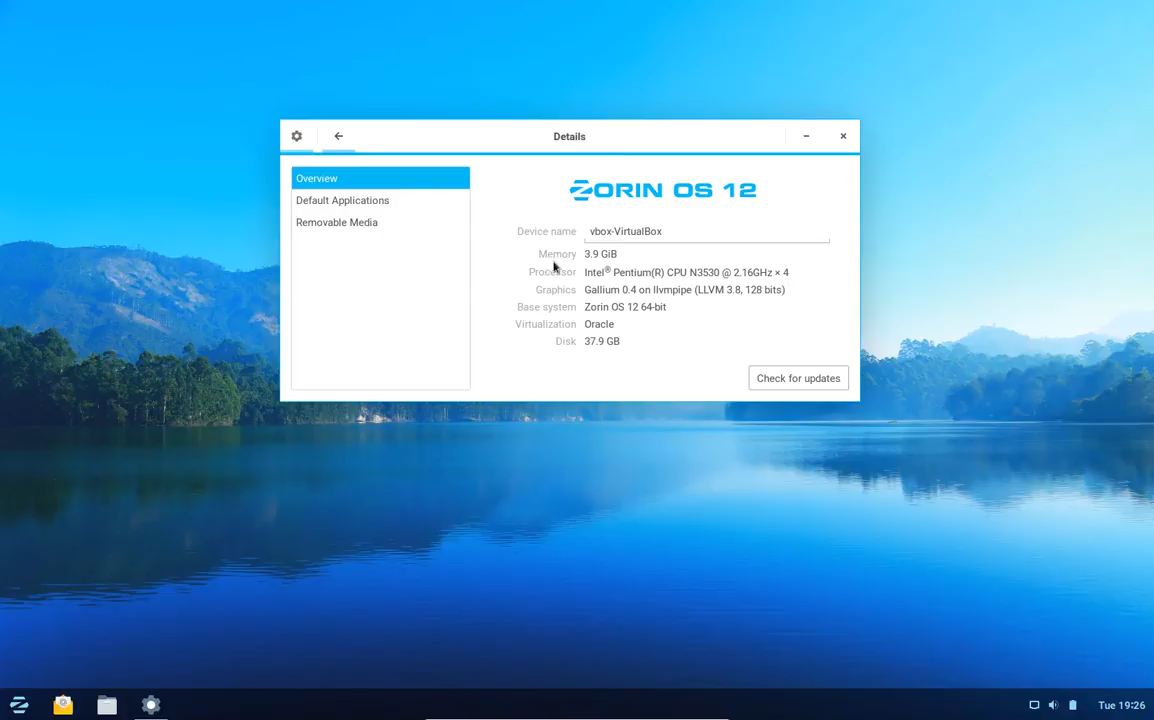 Details
Overview
Default Applications
Removable Media
ZORIN OS 12
Device name vbox-VirtualBox
Memory 3.9 GiB
Processor Intel® Pentium(R) CPU N3530 @ 2.16GHz × 4
Graphics Gallium 0.4 on llvmpipe (LLVM 3.8, 128 bits)
Base system Zorin OS 12 64-bit
Virtualization Oracle
Disk 37.9 GB
Check for updates
Tue 19:26